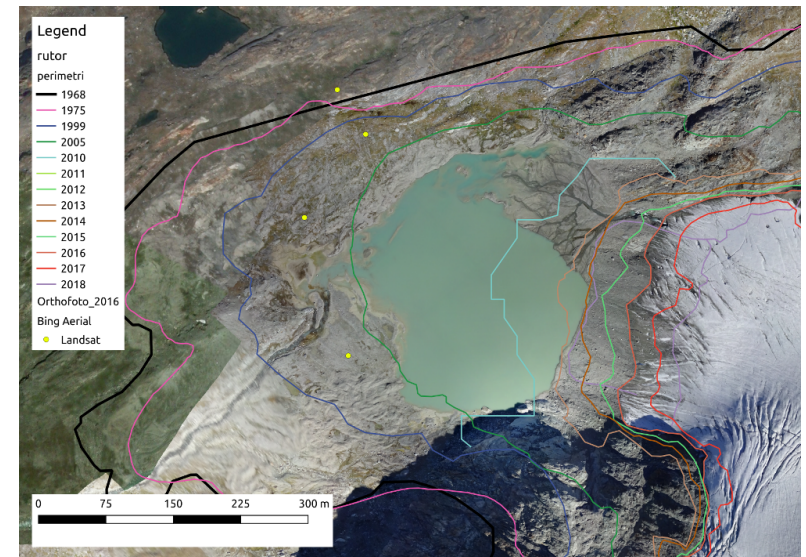 Legend
rutor
perimetri
1968
1975
1999
2005
2010
2011
2012
2013
2014
2015
2016
2017
2018
Orthofoto_2016
Bing Aerial
Landsat
0 75 150 225 300 m